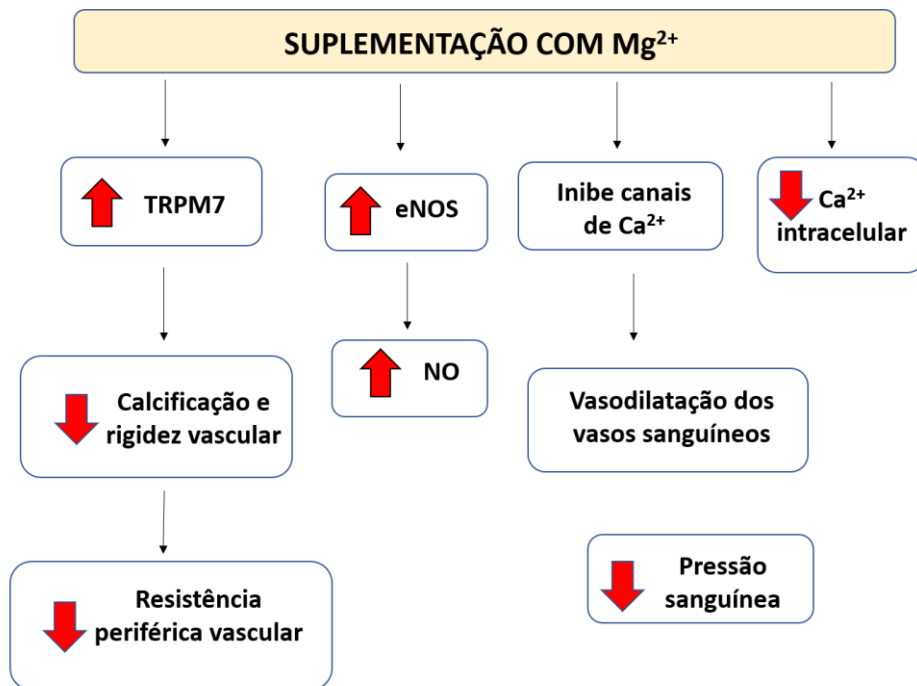 SUPLEMENTAÇÃO COM Mg²⁺
TRPM7
eNOS
Inibe canais
de Ca²⁺
Ca²⁺
intracelular
NO
Calcificação e
rigidez vascular
Vasodilatação dos
vasos sanguíneos
Resistência
periférica vascular
Pressão
sanguínea